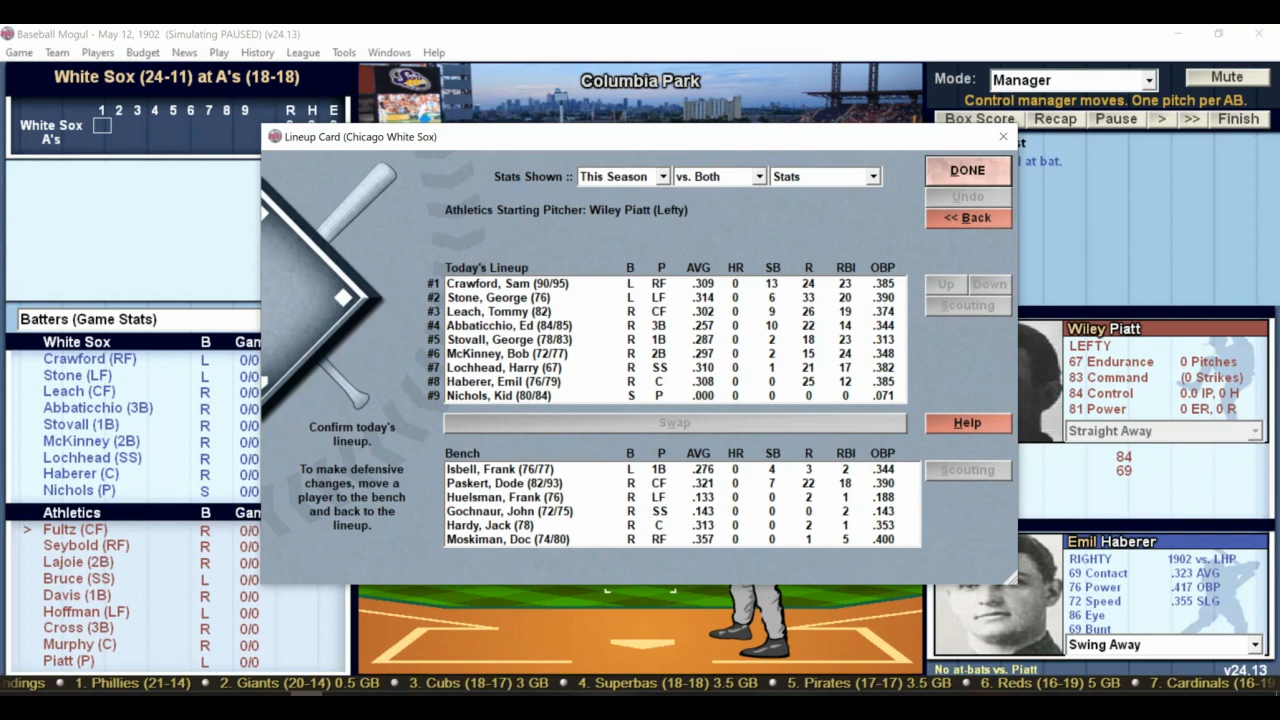 Baseball Mogul - May 12, 1902 (Simulating PAUSED) (v24.13)
Game Team Players Budget News Play History League Tools Windows Help
White Sox (24-11) at A's (18-18)
1 2 3 4 5 6 7 8 9 R H E
White Sox
A's
Columbia Park
Mode: Manager Mute
Control manager moves. One pitch per AB.
Box Score Recap Pause > >> Finish
at bat.
Lineup Card (Chicago White Sox)
Stats Shown :: This Season vs. Both Stats
DONE
Undo
<< Back
Athletics Starting Pitcher: Wiley Piatt (Lefty)
Today's Lineup B P AVG HR SB R RBI OBP
#1 Crawford, Sam (90/95) L RF .309 0 13 24 23 .385
#2 Stone, George (76) L LF .314 0 6 33 20 .390
#3 Leach, Tommy (82) R CF .302 0 9 26 19 .374
#4 Abbaticchio, Ed (84/85) R 3B .257 0 10 22 14 .344
#5 Stovall, George (78/83) R 1B .287 0 2 18 23 .313
#6 McKinney, Bob (72/77) R 2B .297 0 2 15 24 .348
#7 Lochhead, Harry (67) R SS .310 0 1 21 17 .382
#8 Haberer, Emil (76/79) R C .308 0 0 25 12 .385
#9 Nichols, Kid (80/84) S P .000 0 0 0 0 .071
Up Down
Scouting
Swap
Help
Confirm today's
lineup.
To make defensive
changes, move a
player to the bench
and back to the
lineup.
Bench B P AVG HR SB R RBI OBP
Isbell, Frank (76/77) L 1B .276 0 4 3 2 .344
Paskert, Dode (82/93) R CF .321 0 7 22 18 .390
Huelsman, Frank (76) R LF .133 0 0 2 1 .188
Gochnaur, John (72/75) R SS .143 0 0 0 2 .143
Hardy, Jack (78) R C .313 0 0 2 1 .353
Moskiman, Doc (74/80) R RF .357 0 0 1 5 .400
Scouting
Batters (Game Stats)
White Sox B Gam
Crawford (RF) L 0/0
Stone (LF) L 0/0
Leach (CF) R 0/0
Abbaticchio (3B) R 0/0
Stovall (1B) R 0/0
McKinney (2B) R 0/0
Lochhead (SS) R 0/0
Haberer (C) R 0/0
Nichols (P) S 0/0
Athletics B Gam
> Fultz (CF) R 0/0
Seybold (RF) R 0/0
Lajoie (2B) R 0/0
Bruce (SS) L 0/0
Davis (1B) R 0/0
Hoffman (LF) L 0/0
Cross (3B) R 0/0
Murphy (C) R 0/0
Piatt (P) L 0/0
Wiley Piatt
LEFTY
67 Endurance 0 Pitches
83 Command (0 Strikes)
84 Control 0.0 IP, 0 H
81 Power 0 ER, 0 R
Straight Away
84
69
Emil Haberer
RIGHTY 1902 vs. LHP
69 Contact .323 AVG
76 Power .417 OBP
72 Speed .355 SLG
86 Eye
69 Bunt
Swing Away
No at-bats vs. Piatt v24.13
ndings • 1. Phillies (21-14) • 2. Giants (20-14) 0.5 GB • 3. Cubs (18-17) 3 GB • 4. Superbas (18-18) 3.5 GB • 5. Pirates (17-17) 3.5 GB • 6. Reds (16-19) 5 GB • 7. Cardinals (16-19